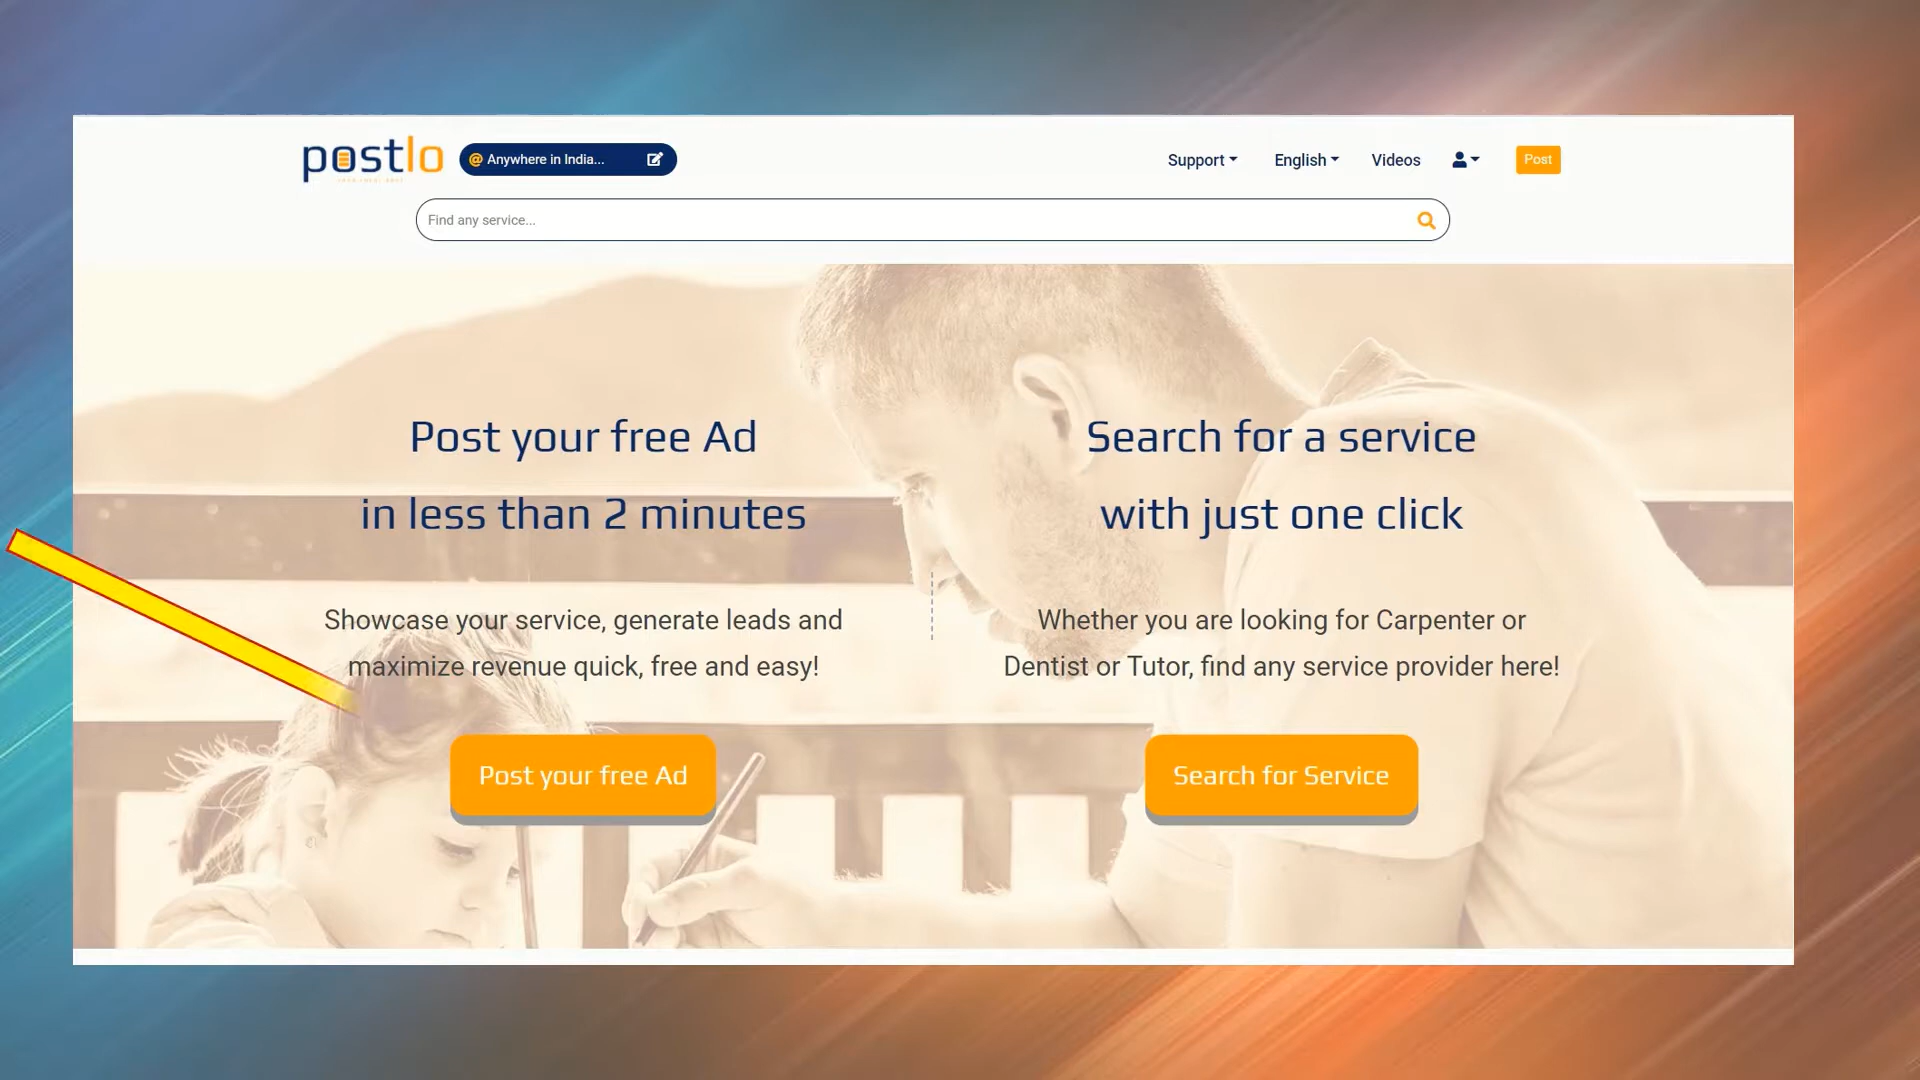 postlo
@ Anywhere in India...
Support
English
Videos
Post
Find any service...
Post your free Ad
in less than 2 minutes
Showcase your service, generate leads and
maximize revenue quick, free and easy!
Post your free Ad
Search for a service
with just one click
Whether you are looking for Carpenter or
Dentist or Tutor, find any service provider here!
Search for Service